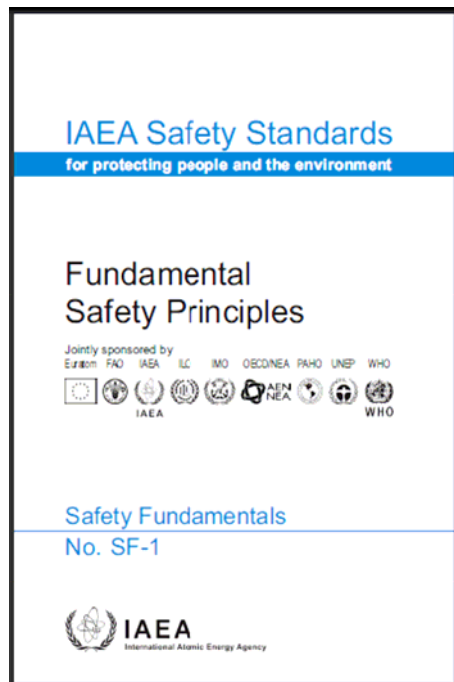 IAEA Safety Standards
for protecting people and the environment
Fundamental
Safety Principles
Jointly sponsored by
Euratom FAO IAEA ILC IMO OECD/NEA PAHO UNEP WHO
IAEA AEN NEA WHO
Safety Fundamentals
No. SF-1
IAEA
International Atomic Energy Agency